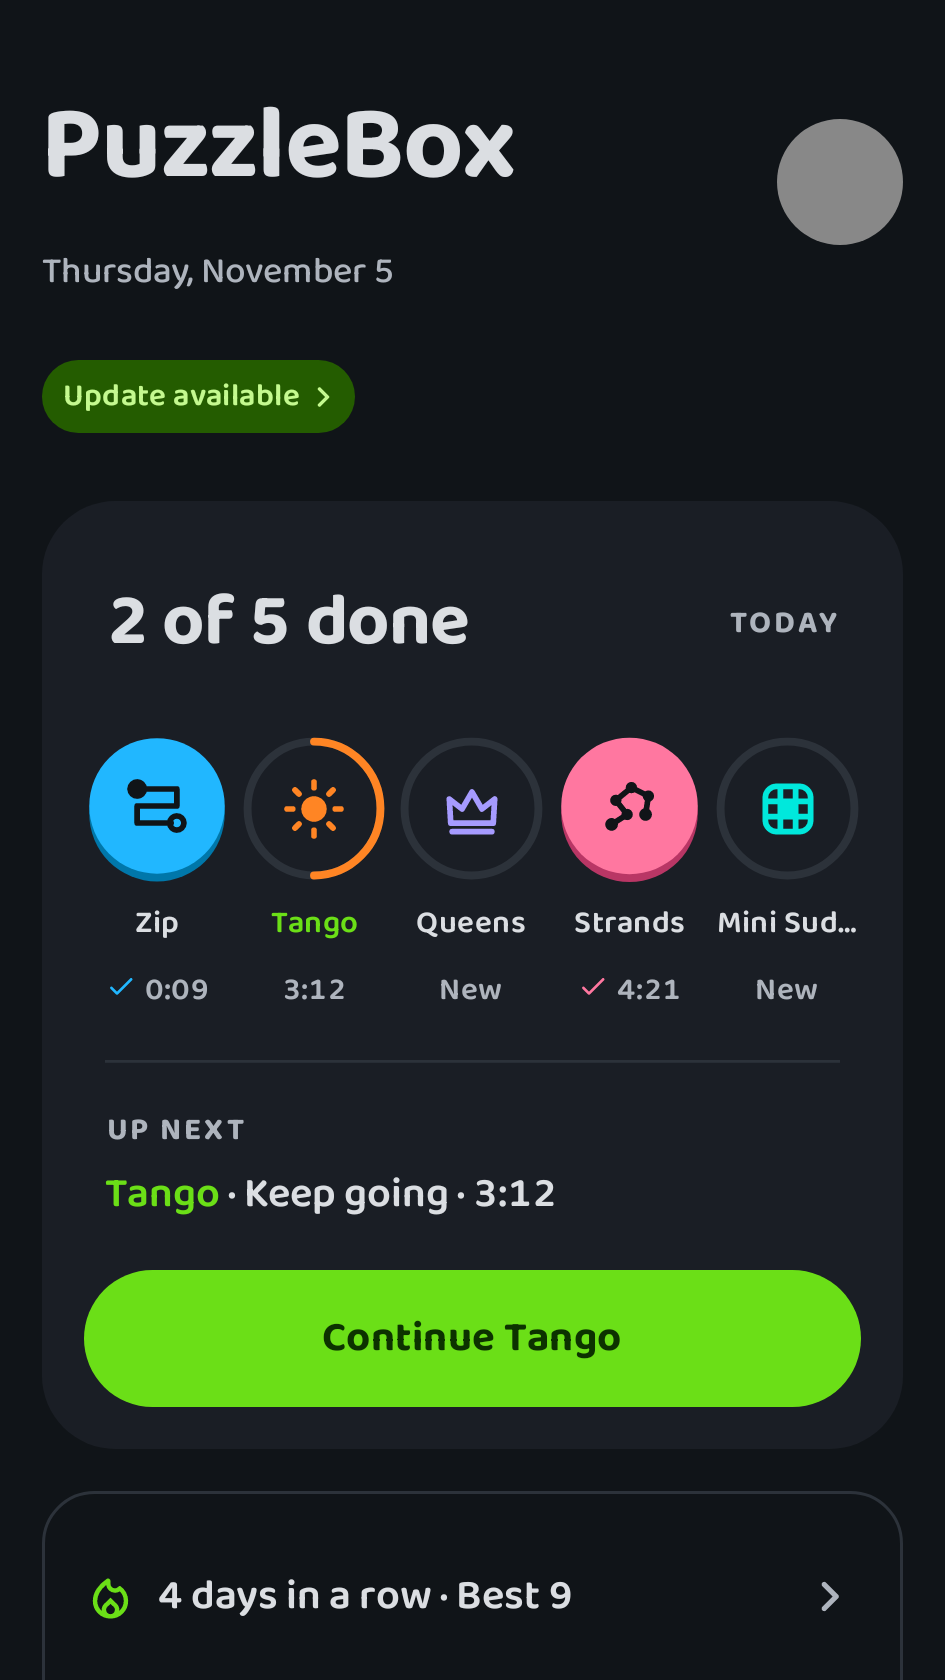 PuzzleBox
Thursday, November 5
Update available
2 of 5 done
TODAY
Zip
Tango
Queens
Strands
Mini Sud...
0:09
3:12
New
4:21
New
UP NEXT
Tango · Keep going · 3:12
Continue Tango
4 days in a row · Best 9